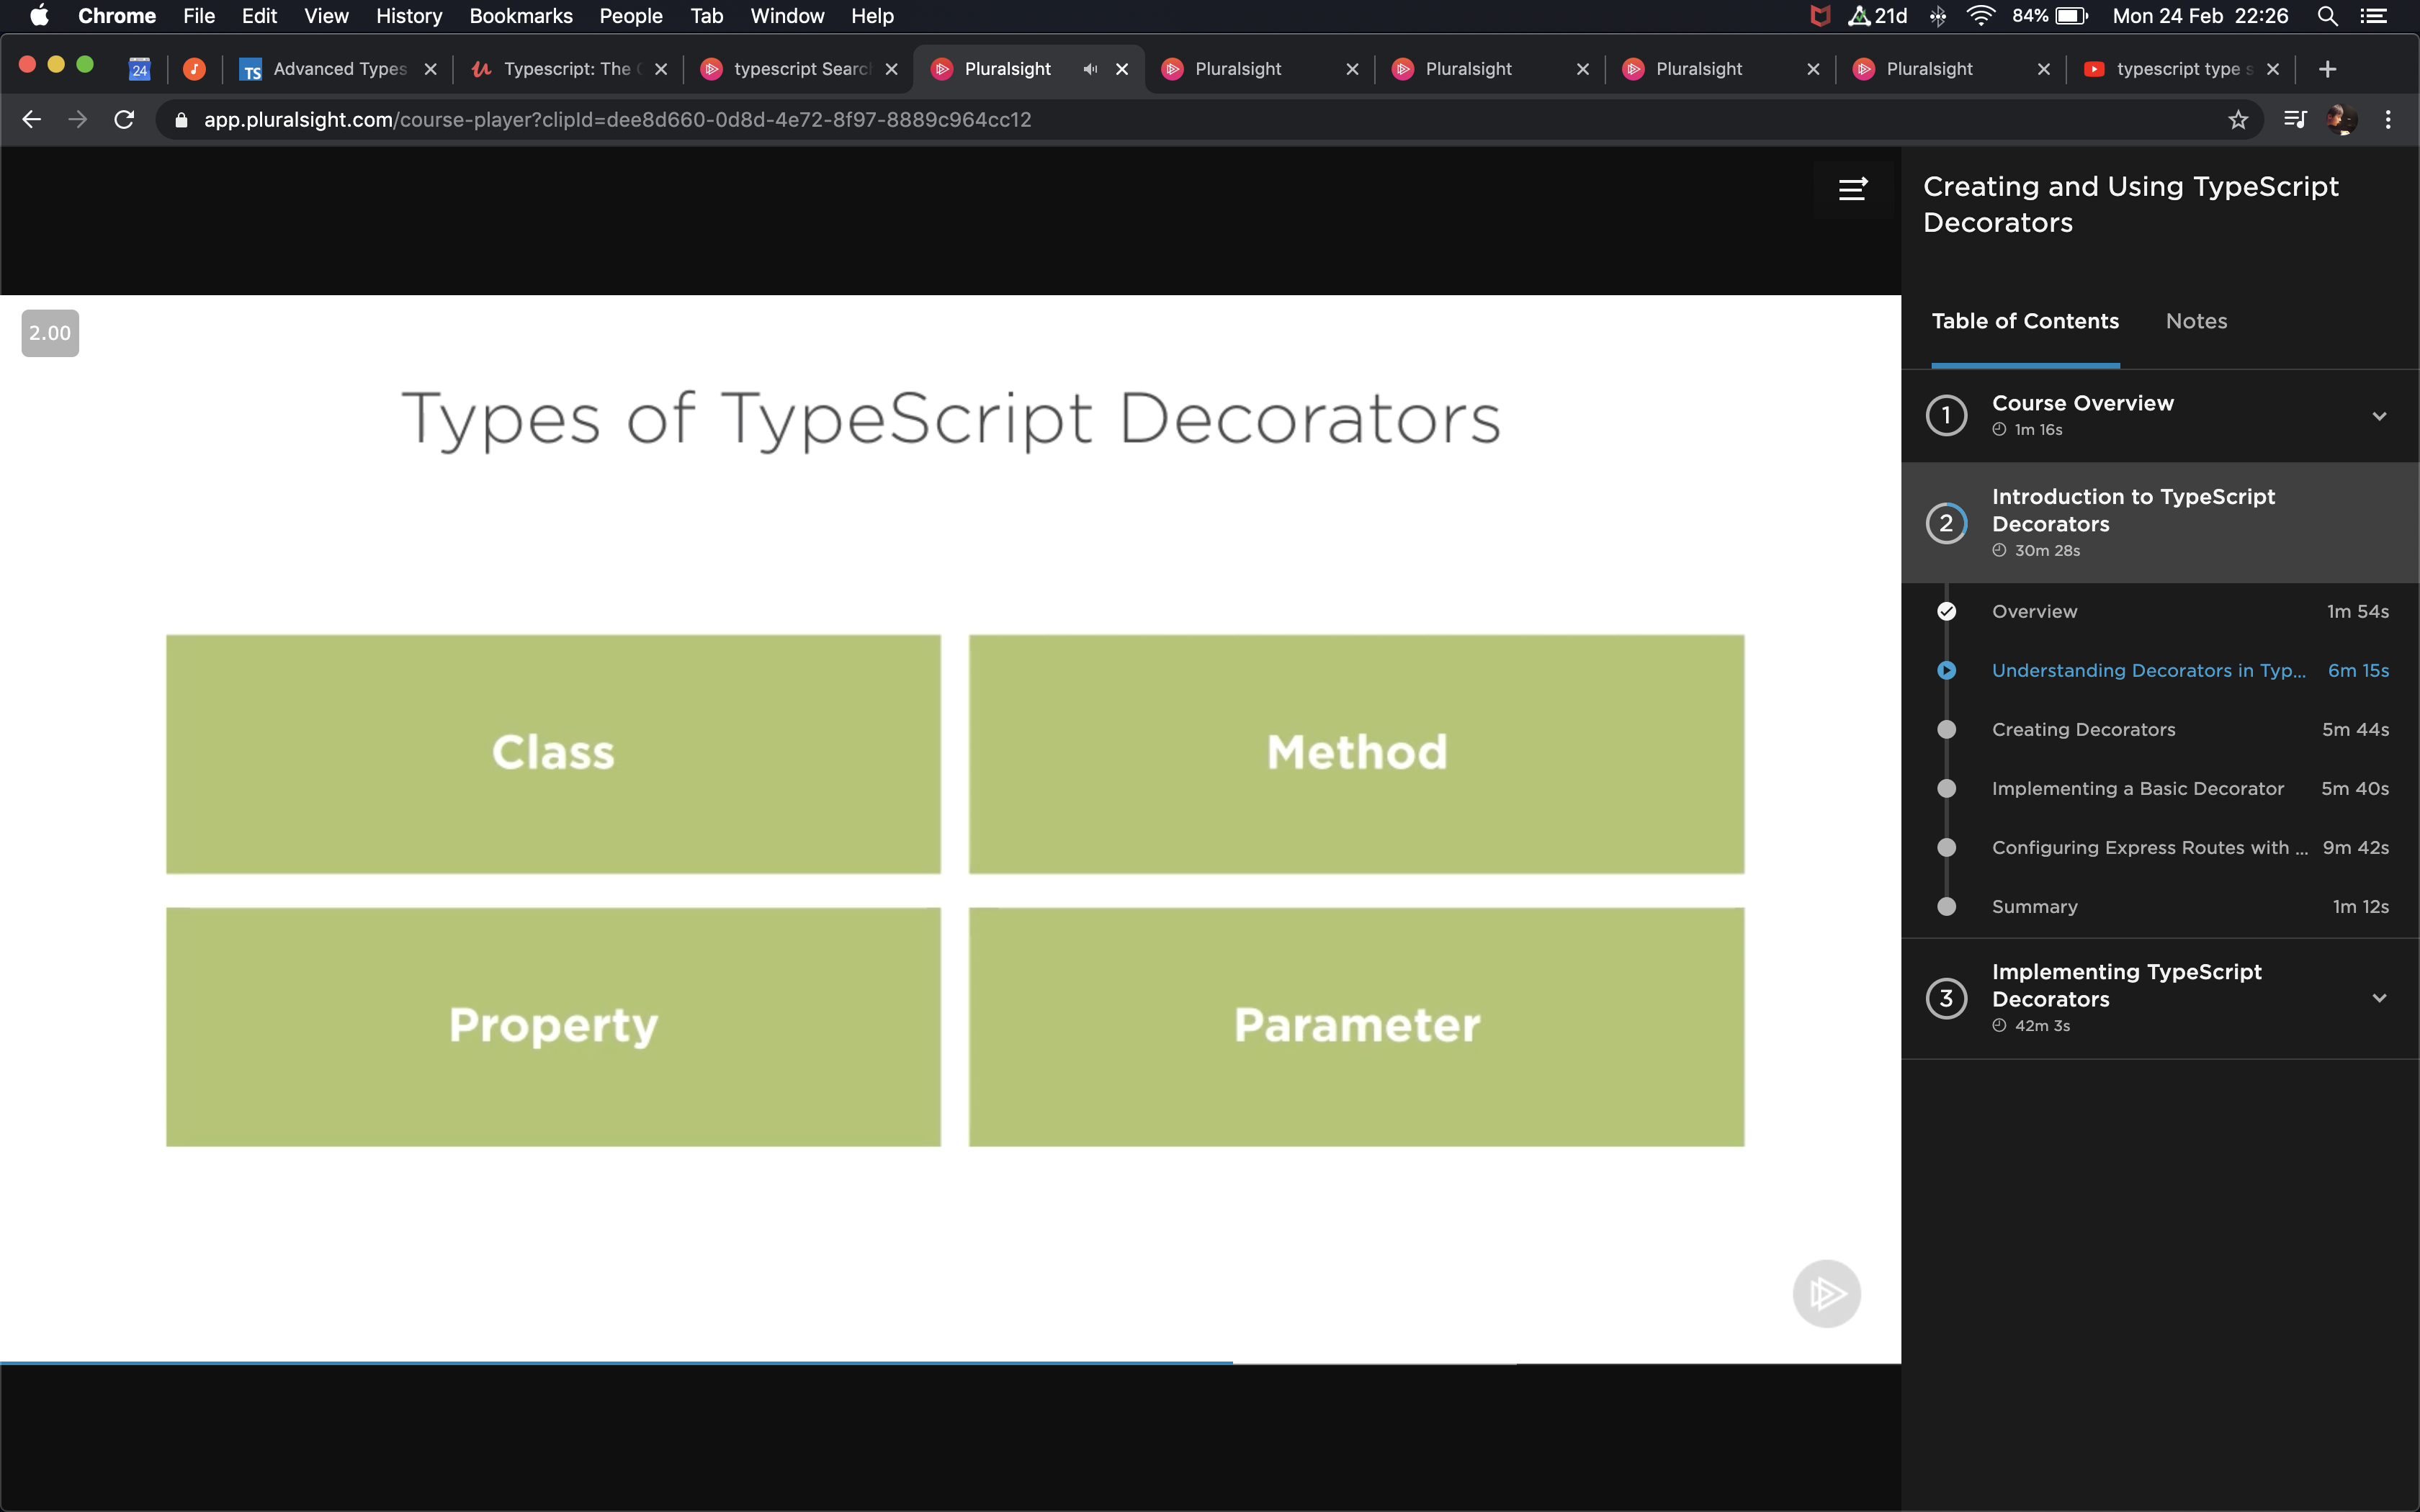 Chrome File Edit View History Bookmarks People Tab Window Help 21d 84% Mon 24 Feb 22:26
24 TS Advanced Types Typescript: The typescript Search Pluralsight Pluralsight Pluralsight Pluralsight Pluralsight typescript type s
app.pluralsight.com/course-player?clipId=dee8d660-0d8d-4e72-8f97-8889c964cc12
2.00
Types of TypeScript Decorators
Class
Method
Property
Parameter
Creating and Using TypeScript
Decorators
Table of Contents Notes
1 Course Overview
1m 16s
2 Introduction to TypeScript
Decorators
30m 28s
Overview 1m 54s
Understanding Decorators in Typ... 6m 15s
Creating Decorators 5m 44s
Implementing a Basic Decorator 5m 40s
Configuring Express Routes with ... 9m 42s
Summary 1m 12s
3 Implementing TypeScript
Decorators
42m 3s